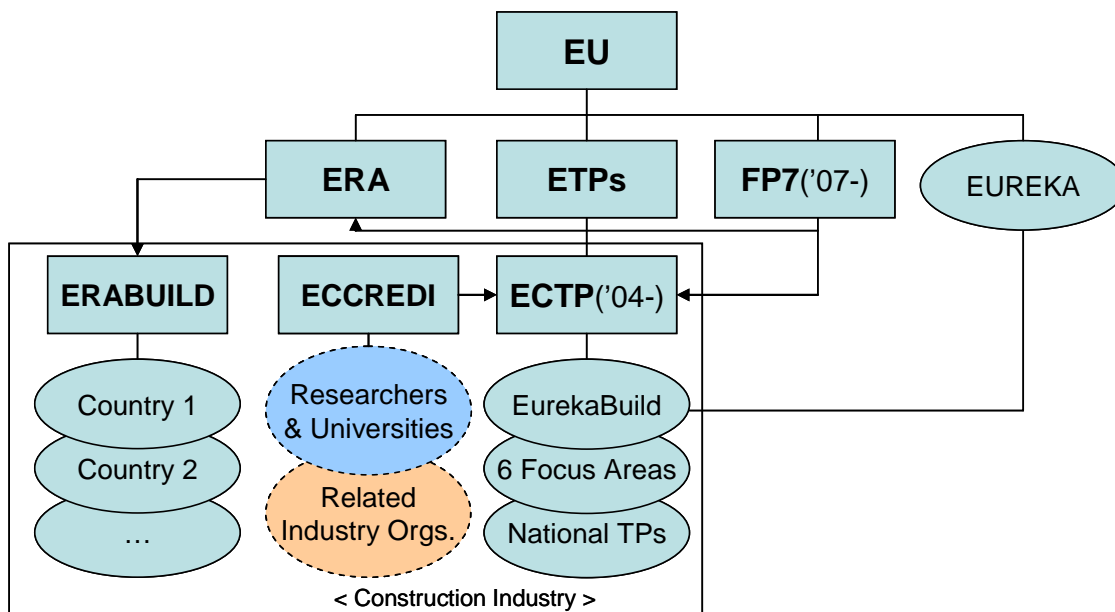 EU
ERA
ETPs
FP7('07-)
EUREKA
ERABUILD
ECCREDI
ECTP('04-)
Country 1
Researchers
& Universities
EurekaBuild
Country 2
6 Focus Areas
Related
Industry Orgs.
…
National TPs
< Construction Industry >